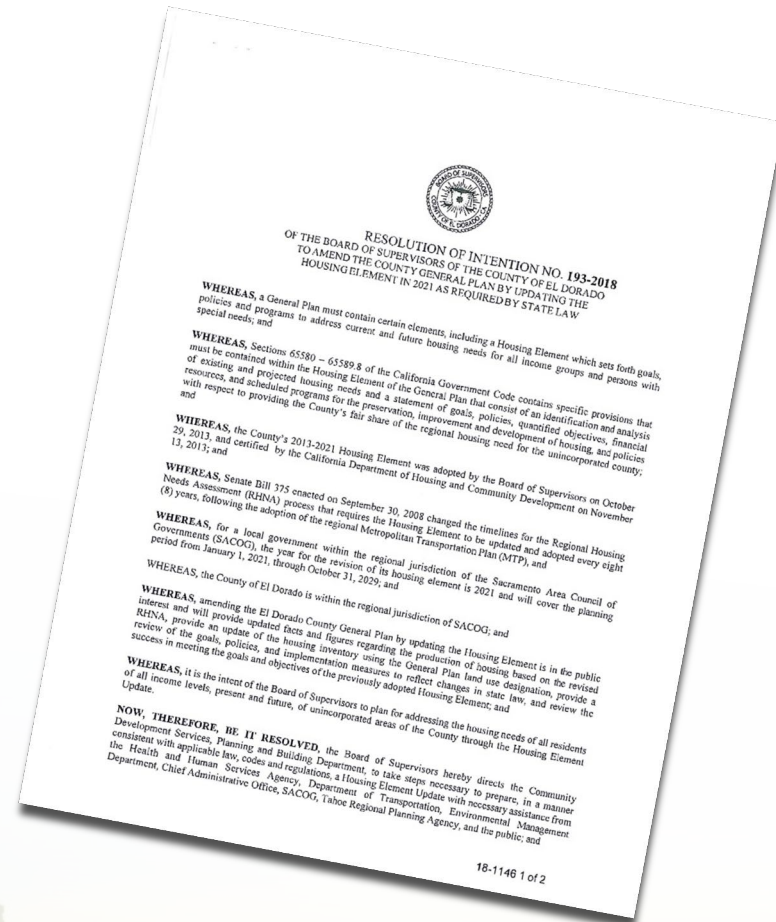 BOARD OF SUPERVISORS
COUNTY OF EL DORADO · CA
RESOLUTION OF INTENTION NO. 193-2018
OF THE BOARD OF SUPERVISORS OF THE COUNTY OF EL DORADO
TO AMEND THE COUNTY GENERAL PLAN BY UPDATING THE
HOUSING ELEMENT IN 2021 AS REQUIRED BY STATE LAW
WHEREAS, a General Plan must contain certain elements, including a Housing Element which sets forth goals,
policies and programs to address current and future housing needs for all income groups and persons with
special needs; and
WHEREAS, Sections 65580 – 65589.8 of the California Government Code contains specific provisions that
must be contained within the Housing Element of the General Plan that consist of an identification and analysis
of existing and projected housing needs and a statement of goals, policies, quantified objectives, financial
resources, and scheduled programs for the preservation, improvement and development of housing, and policies
with respect to providing the County's fair share of the regional housing need for the unincorporated county;
and
WHEREAS, the County's 2013-2021 Housing Element was adopted by the Board of Supervisors on October
29, 2013, and certified by the California Department of Housing and Community Development on November
13, 2013; and
WHEREAS, Senate Bill 375 enacted on September 30, 2008 changed the timelines for the Regional Housing
Needs Assessment (RHNA) process that requires the Housing Element to be updated and adopted every eight
(8) years, following the adoption of the regional Metropolitan Transportation Plan (MTP), and
WHEREAS, for a local government within the regional jurisdiction of the Sacramento Area Council of
Governments (SACOG), the year for the revision of its housing element is 2021 and will cover the planning
period from January 1, 2021, through October 31, 2029; and
WHEREAS, the County of El Dorado is within the regional jurisdiction of SACOG; and
WHEREAS, amending the El Dorado County General Plan by updating the Housing Element is in the public
interest and will provide updated facts and figures regarding the production of housing based on the revised
RHNA, provide an update of the housing inventory using the General Plan land use designation, provide a
review of the goals, policies, and implementation measures to reflect changes in state law, and review the
success in meeting the goals and objectives of the previously adopted Housing Element; and
WHEREAS, it is the intent of the Board of Supervisors to plan for addressing the housing needs of all residents
of all income levels, present and future, of unincorporated areas of the County through the Housing Element
Update.
NOW, THEREFORE, BE IT RESOLVED, the Board of Supervisors hereby directs the Community
Development Services, Planning and Building Department, to take steps necessary to prepare, in a manner
consistent with applicable law, codes and regulations, a Housing Element Update with necessary assistance from
the Health and Human Services Agency, Department of Transportation, Environmental Management
Department, Chief Administrative Office, SACOG, Tahoe Regional Planning Agency, and the public; and
18-1146 1 of 2